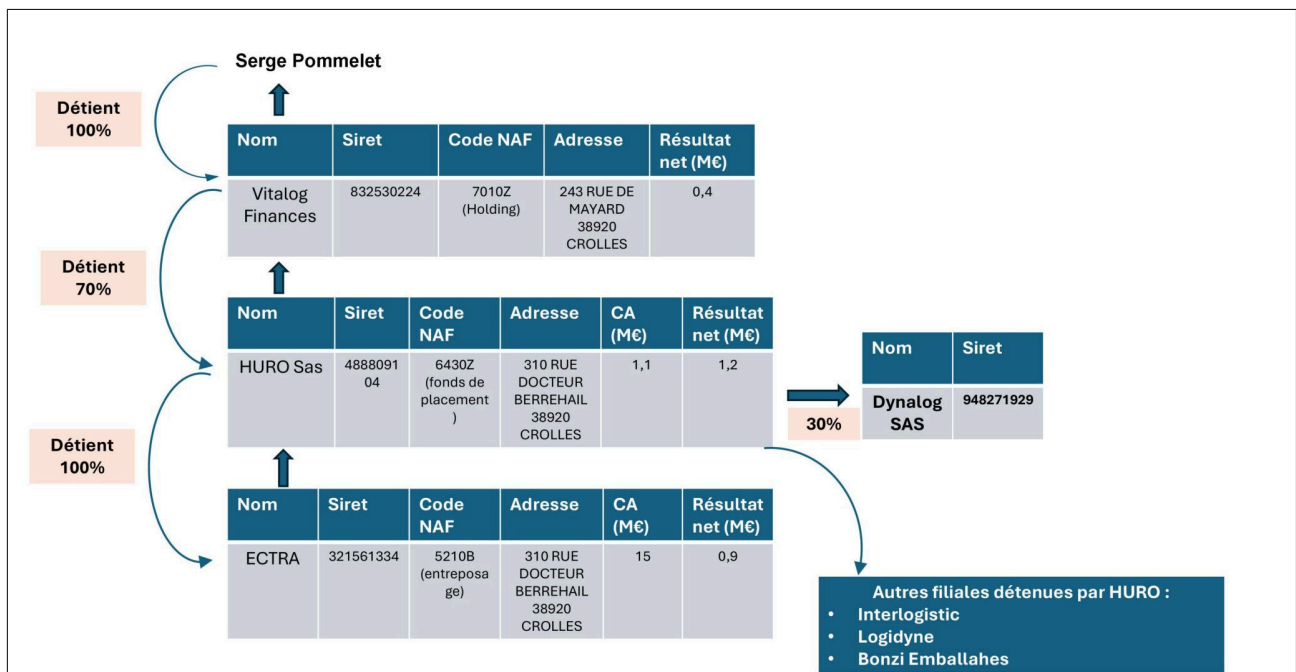 Serge Pommelet
Détient
100%
Nom Siret Code NAF Adresse Résultat
net (M€)
Vitalog
Finances
832530224
7010Z
(Holding)
243 RUE DE
MAYARD
38920
CROLLES
0,4
Détient
70%
Nom Siret Code
NAF
Adresse CA
(M€)
Résultat
net (M€)
HURO Sas
4888091
04
6430Z
(fonds de
placement
)
310 RUE
DOCTEUR
BERREHAIL
38920
CROLLES
1,1
1,2
30%
Nom Siret
Dynalog
SAS
948271929
Détient
100%
Nom Siret Code
NAF
Adresse CA
(M€)
Résultat
net (M€)
ECTRA
321561334
5210B
(entreposa
ge)
310 RUE
DOCTEUR
BERREHAIL
38920
CROLLES
15
0,9
Autres filiales détenues par HURO :
• Interlogistic
• Logidyne
• Bonzi Emballahes